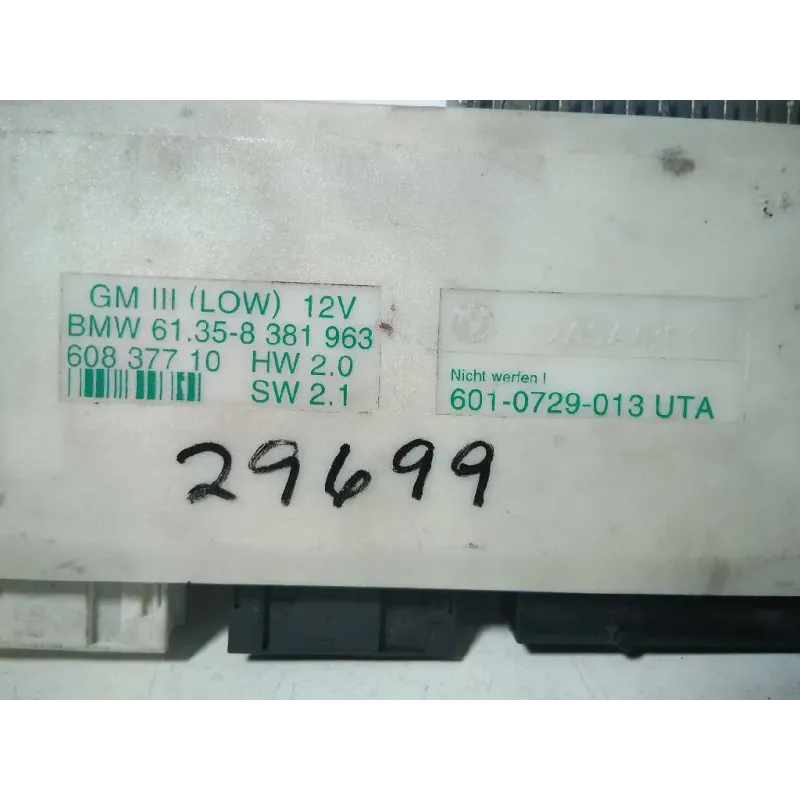 GM III (LOW) 12V
BMW 61.35-8 381 963
608 377 10 HW 2.0
SW 2.1
Nicht werfen !
601-0729-013 UTA
29699